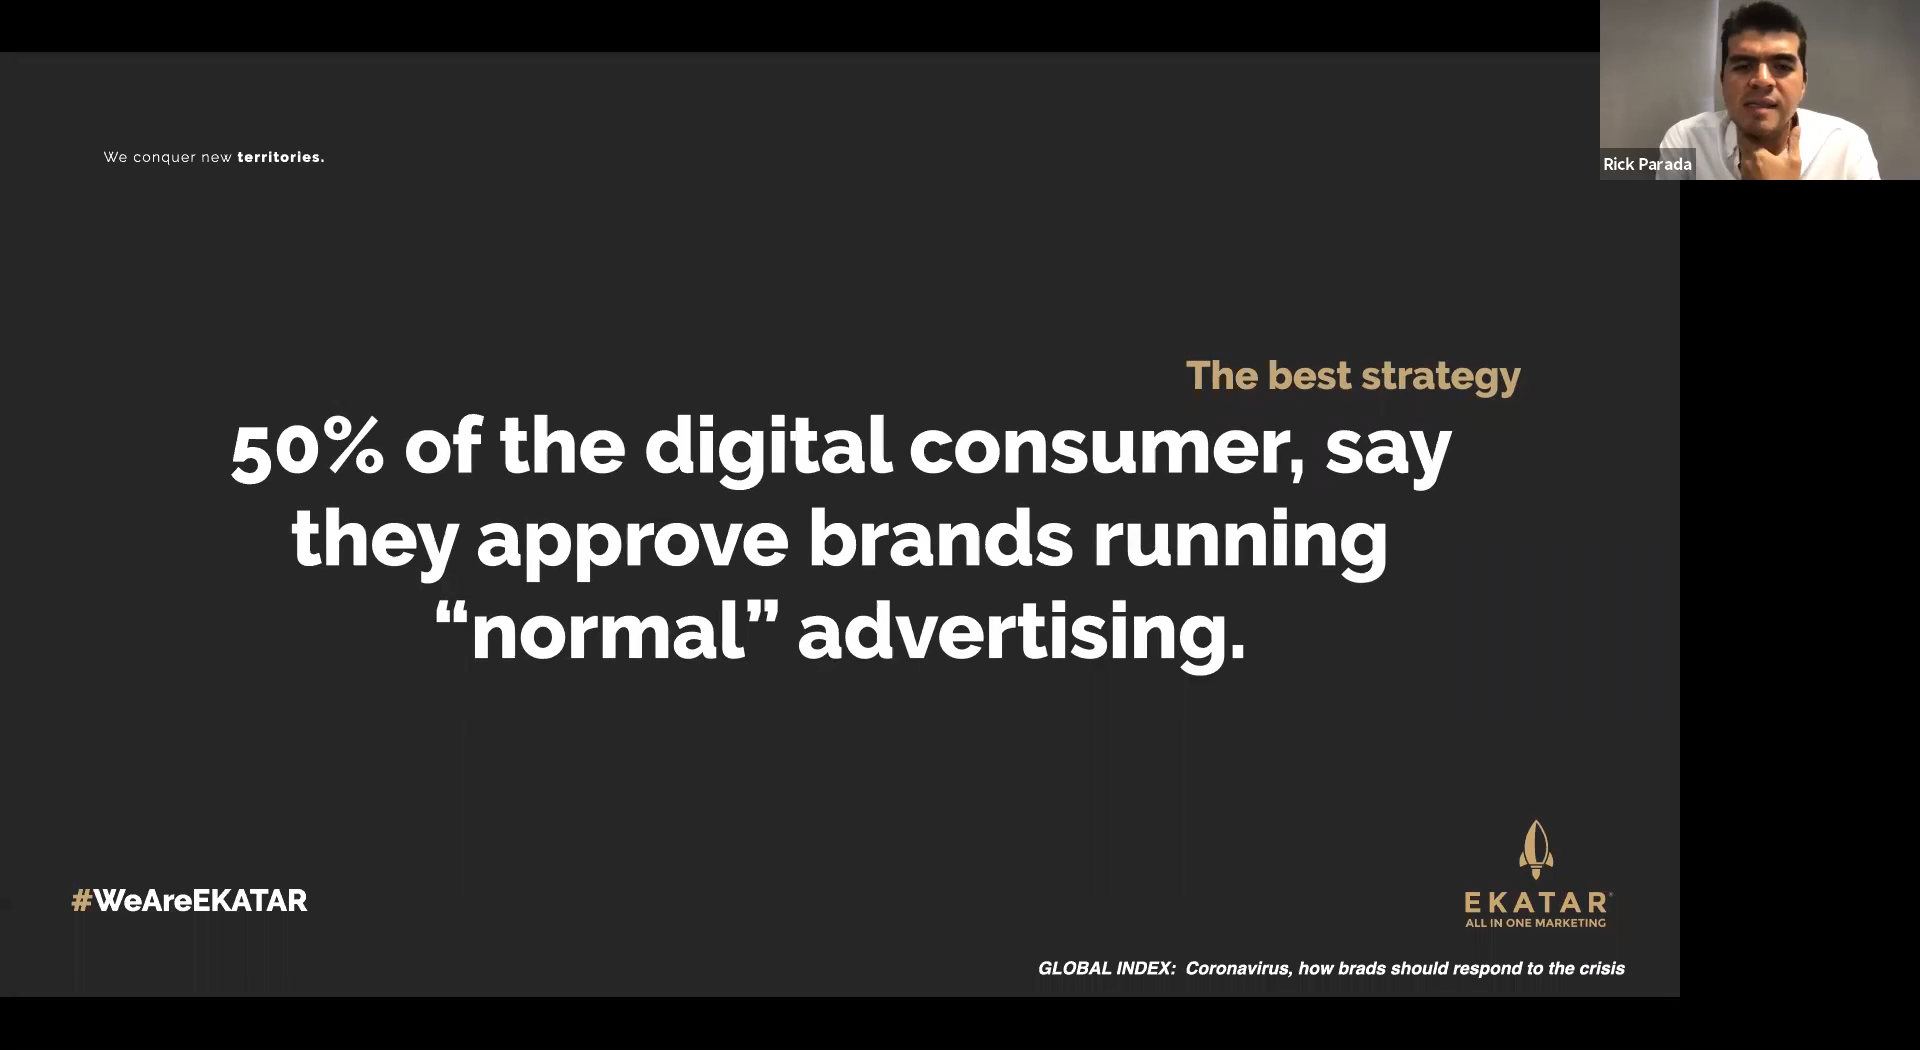 Rick Parada
We conquer new territories.
The best strategy
50% of the digital consumer, say
they approve brands running
“normal” advertising.
#WeAreEKATAR
EKATAR
ALL IN ONE MARKETING
GLOBAL INDEX: Coronavirus, how brads should respond to the crisis